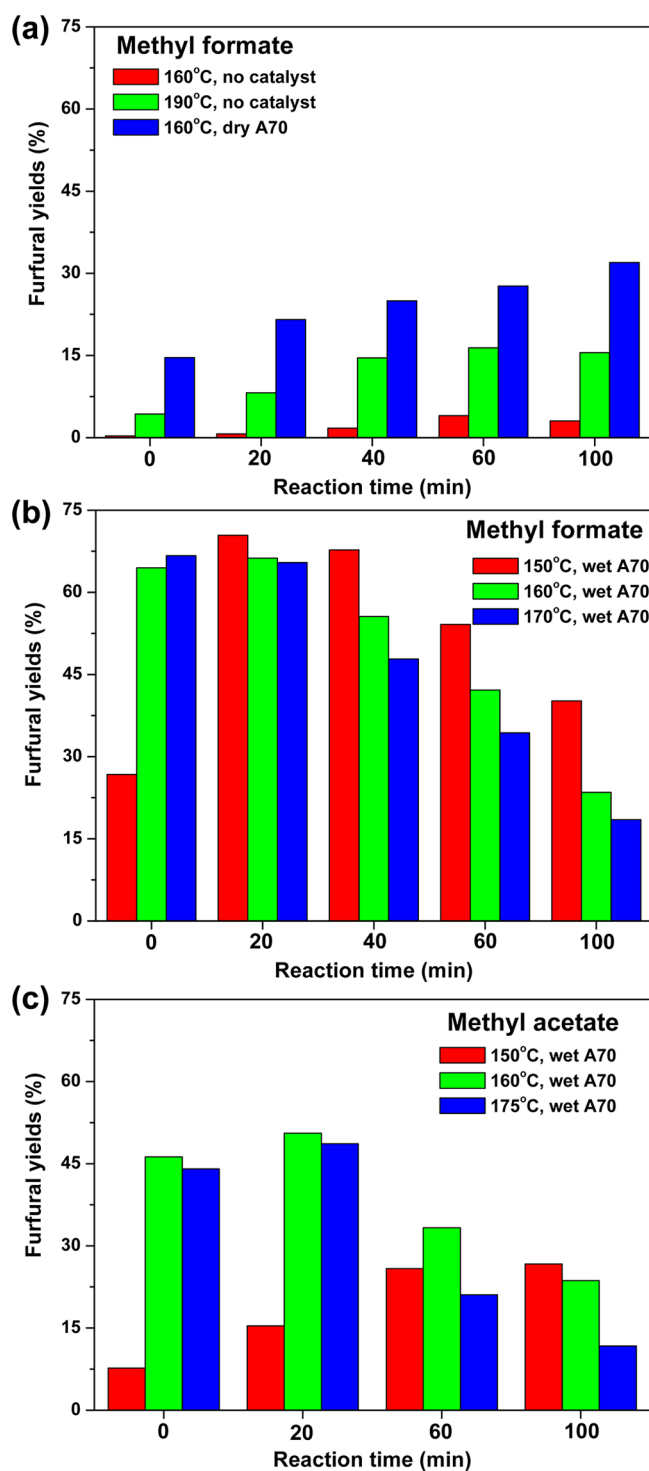 (a)
75
60
45
30
15
0
Furfural yields (%)
Methyl formate
160°C, no catalyst
190°C, no catalyst
160°C, dry A70
0 20 40 60 100
Reaction time (min)
(b)
75
60
45
30
15
0
Furfural yields (%)
Methyl formate
150°C, wet A70
160°C, wet A70
170°C, wet A70
0 20 40 60 100
Reaction time (min)
(c)
75
60
45
30
15
0
Furfural yields (%)
Methyl acetate
150°C, wet A70
160°C, wet A70
175°C, wet A70
0 20 60 100
Reaction time (min)